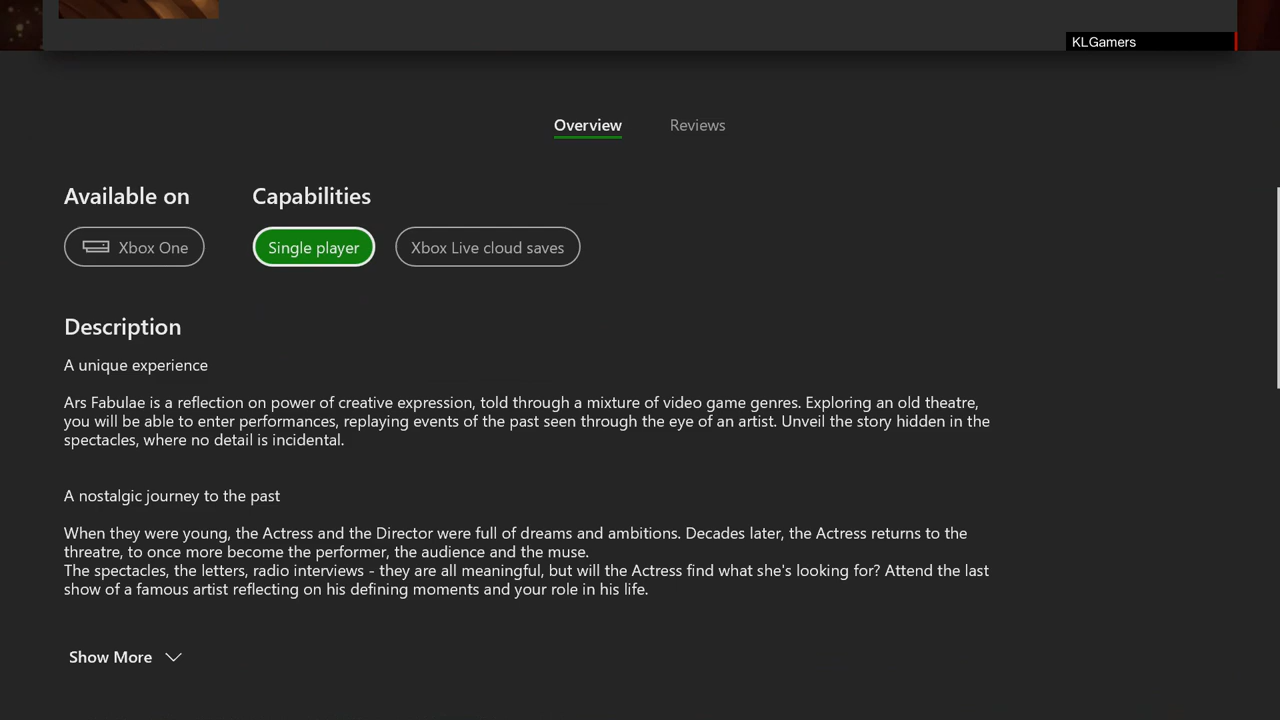 KLGamers
Overview
Reviews
Available on
Capabilities
Xbox One
Single player
Xbox Live cloud saves
Description
A unique experience
Ars Fabulae is a reflection on power of creative expression, told through a mixture of video game genres. Exploring an old theatre,
you will be able to enter performances, replaying events of the past seen through the eye of an artist. Unveil the story hidden in the
spectacles, where no detail is incidental.
A nostalgic journey to the past
When they were young, the Actress and the Director were full of dreams and ambitions. Decades later, the Actress returns to the
threatre, to once more become the performer, the audience and the muse.
The spectacles, the letters, radio interviews - they are all meaningful, but will the Actress find what she's looking for? Attend the last
show of a famous artist reflecting on his defining moments and your role in his life.
Show More